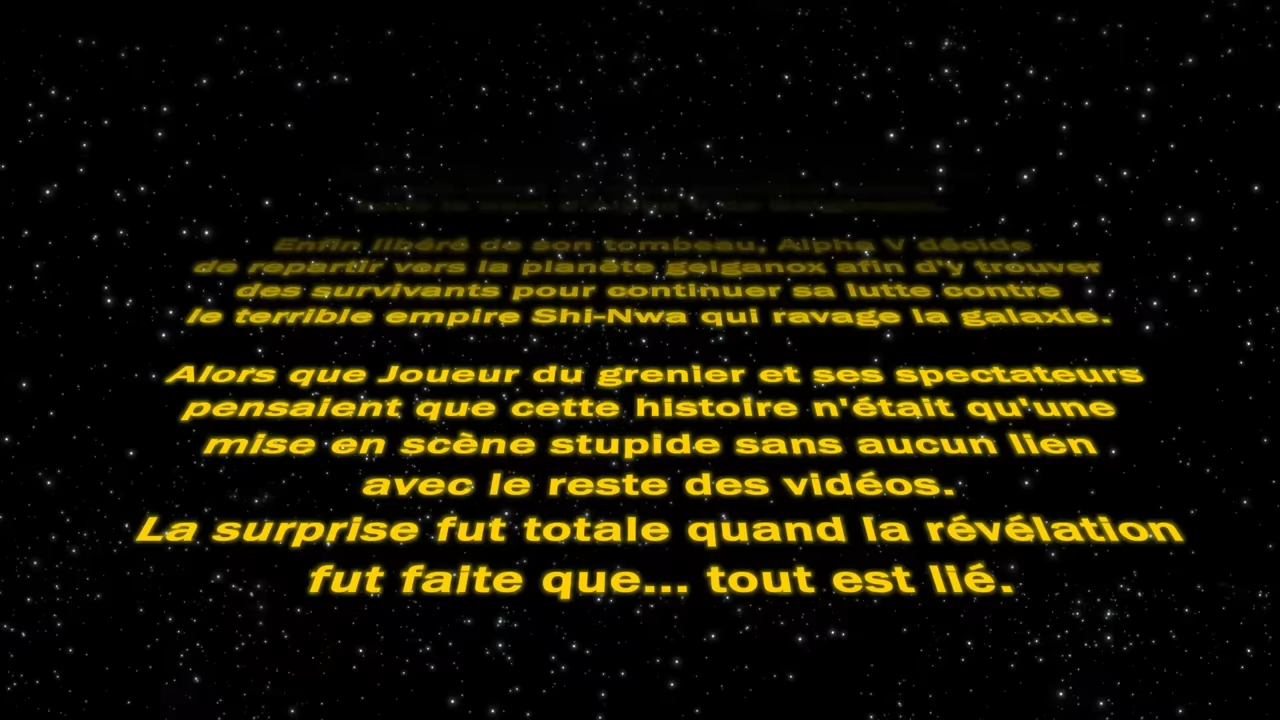 Enfin libéré de son tombeau, Alpha V décide
de repartir vers la planète gelganox afin d'y trouver
des survivants pour continuer sa lutte contre
le terrible empire Shi-Nwa qui ravage la galaxie.
Alors que Joueur du grenier et ses spectateurs
pensaient que cette histoire n'était qu'une
mise en scène stupide sans aucun lien
avec le reste des vidéos.
La surprise fut totale quand la révélation
fut faite que... tout est lié.